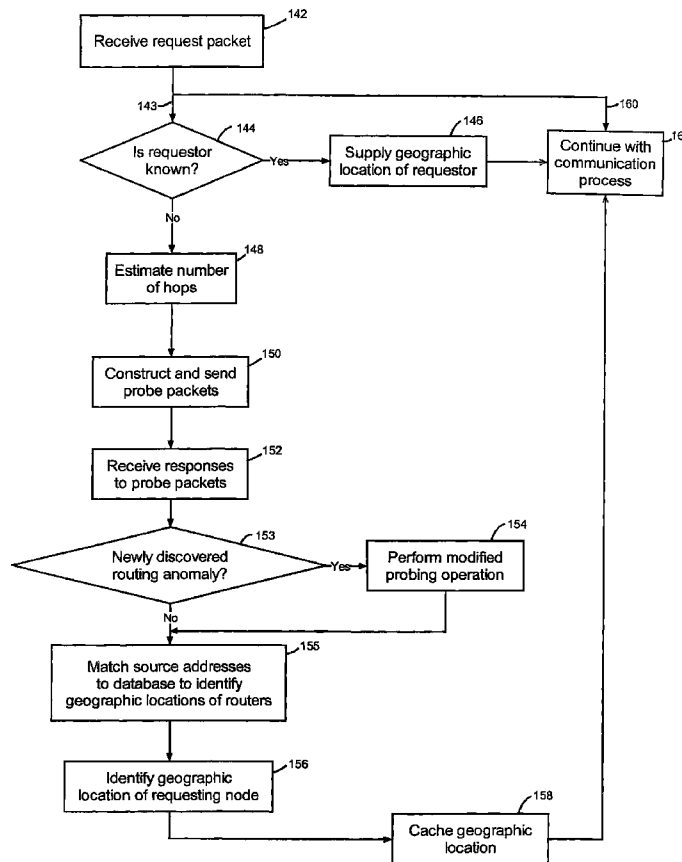 142
Receive request packet
143
160
144
146
16
Is requestor
known?
Yes
Supply geographic
location of requestor
Continue with
communication
process
No
148
Estimate number
of hops
150
Construct and send
probe packets
152
Receive responses
to probe packets
153
154
Newly discovered
routing anomaly?
Yes
Perform modified
probing operation
No
155
Match source addresses
to database to identify
geographic locations of routers
156
Identify geographic
location of requesting node
158
Cache geographic
location